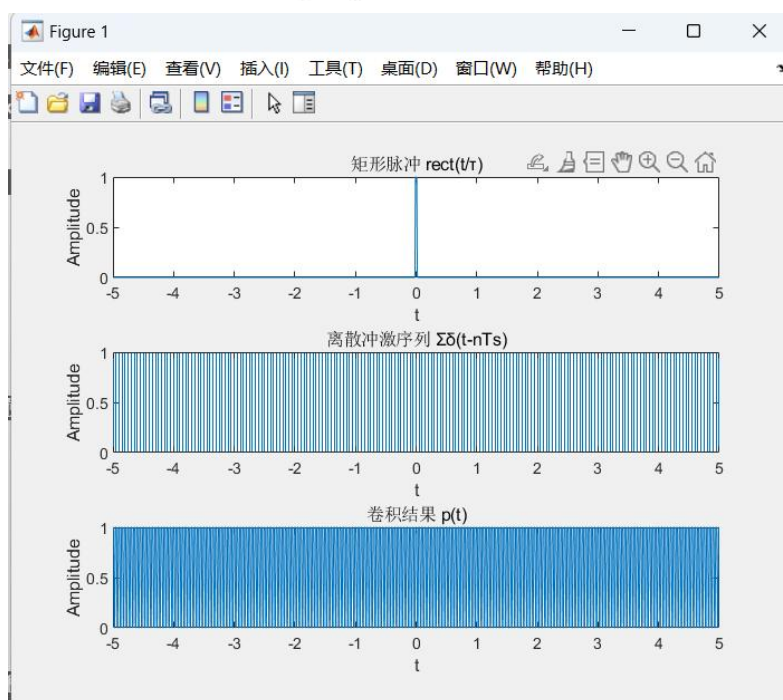 Figure 1
文件(F) 编辑(E) 查看(V) 插入(I) 工具(T) 桌面(D) 窗口(W) 帮助(H)
矩形脉冲 rect(t/τ)
Amplitude
1
0.5
0
-5 -4 -3 -2 -1 0 1 2 3 4 5
t
离散冲激序列 Σδ(t-nTs)
Amplitude
1
0.5
0
-5 -4 -3 -2 -1 0 1 2 3 4 5
t
卷积结果 p(t)
Amplitude
1
0.5
0
-5 -4 -3 -2 -1 0 1 2 3 4 5
t